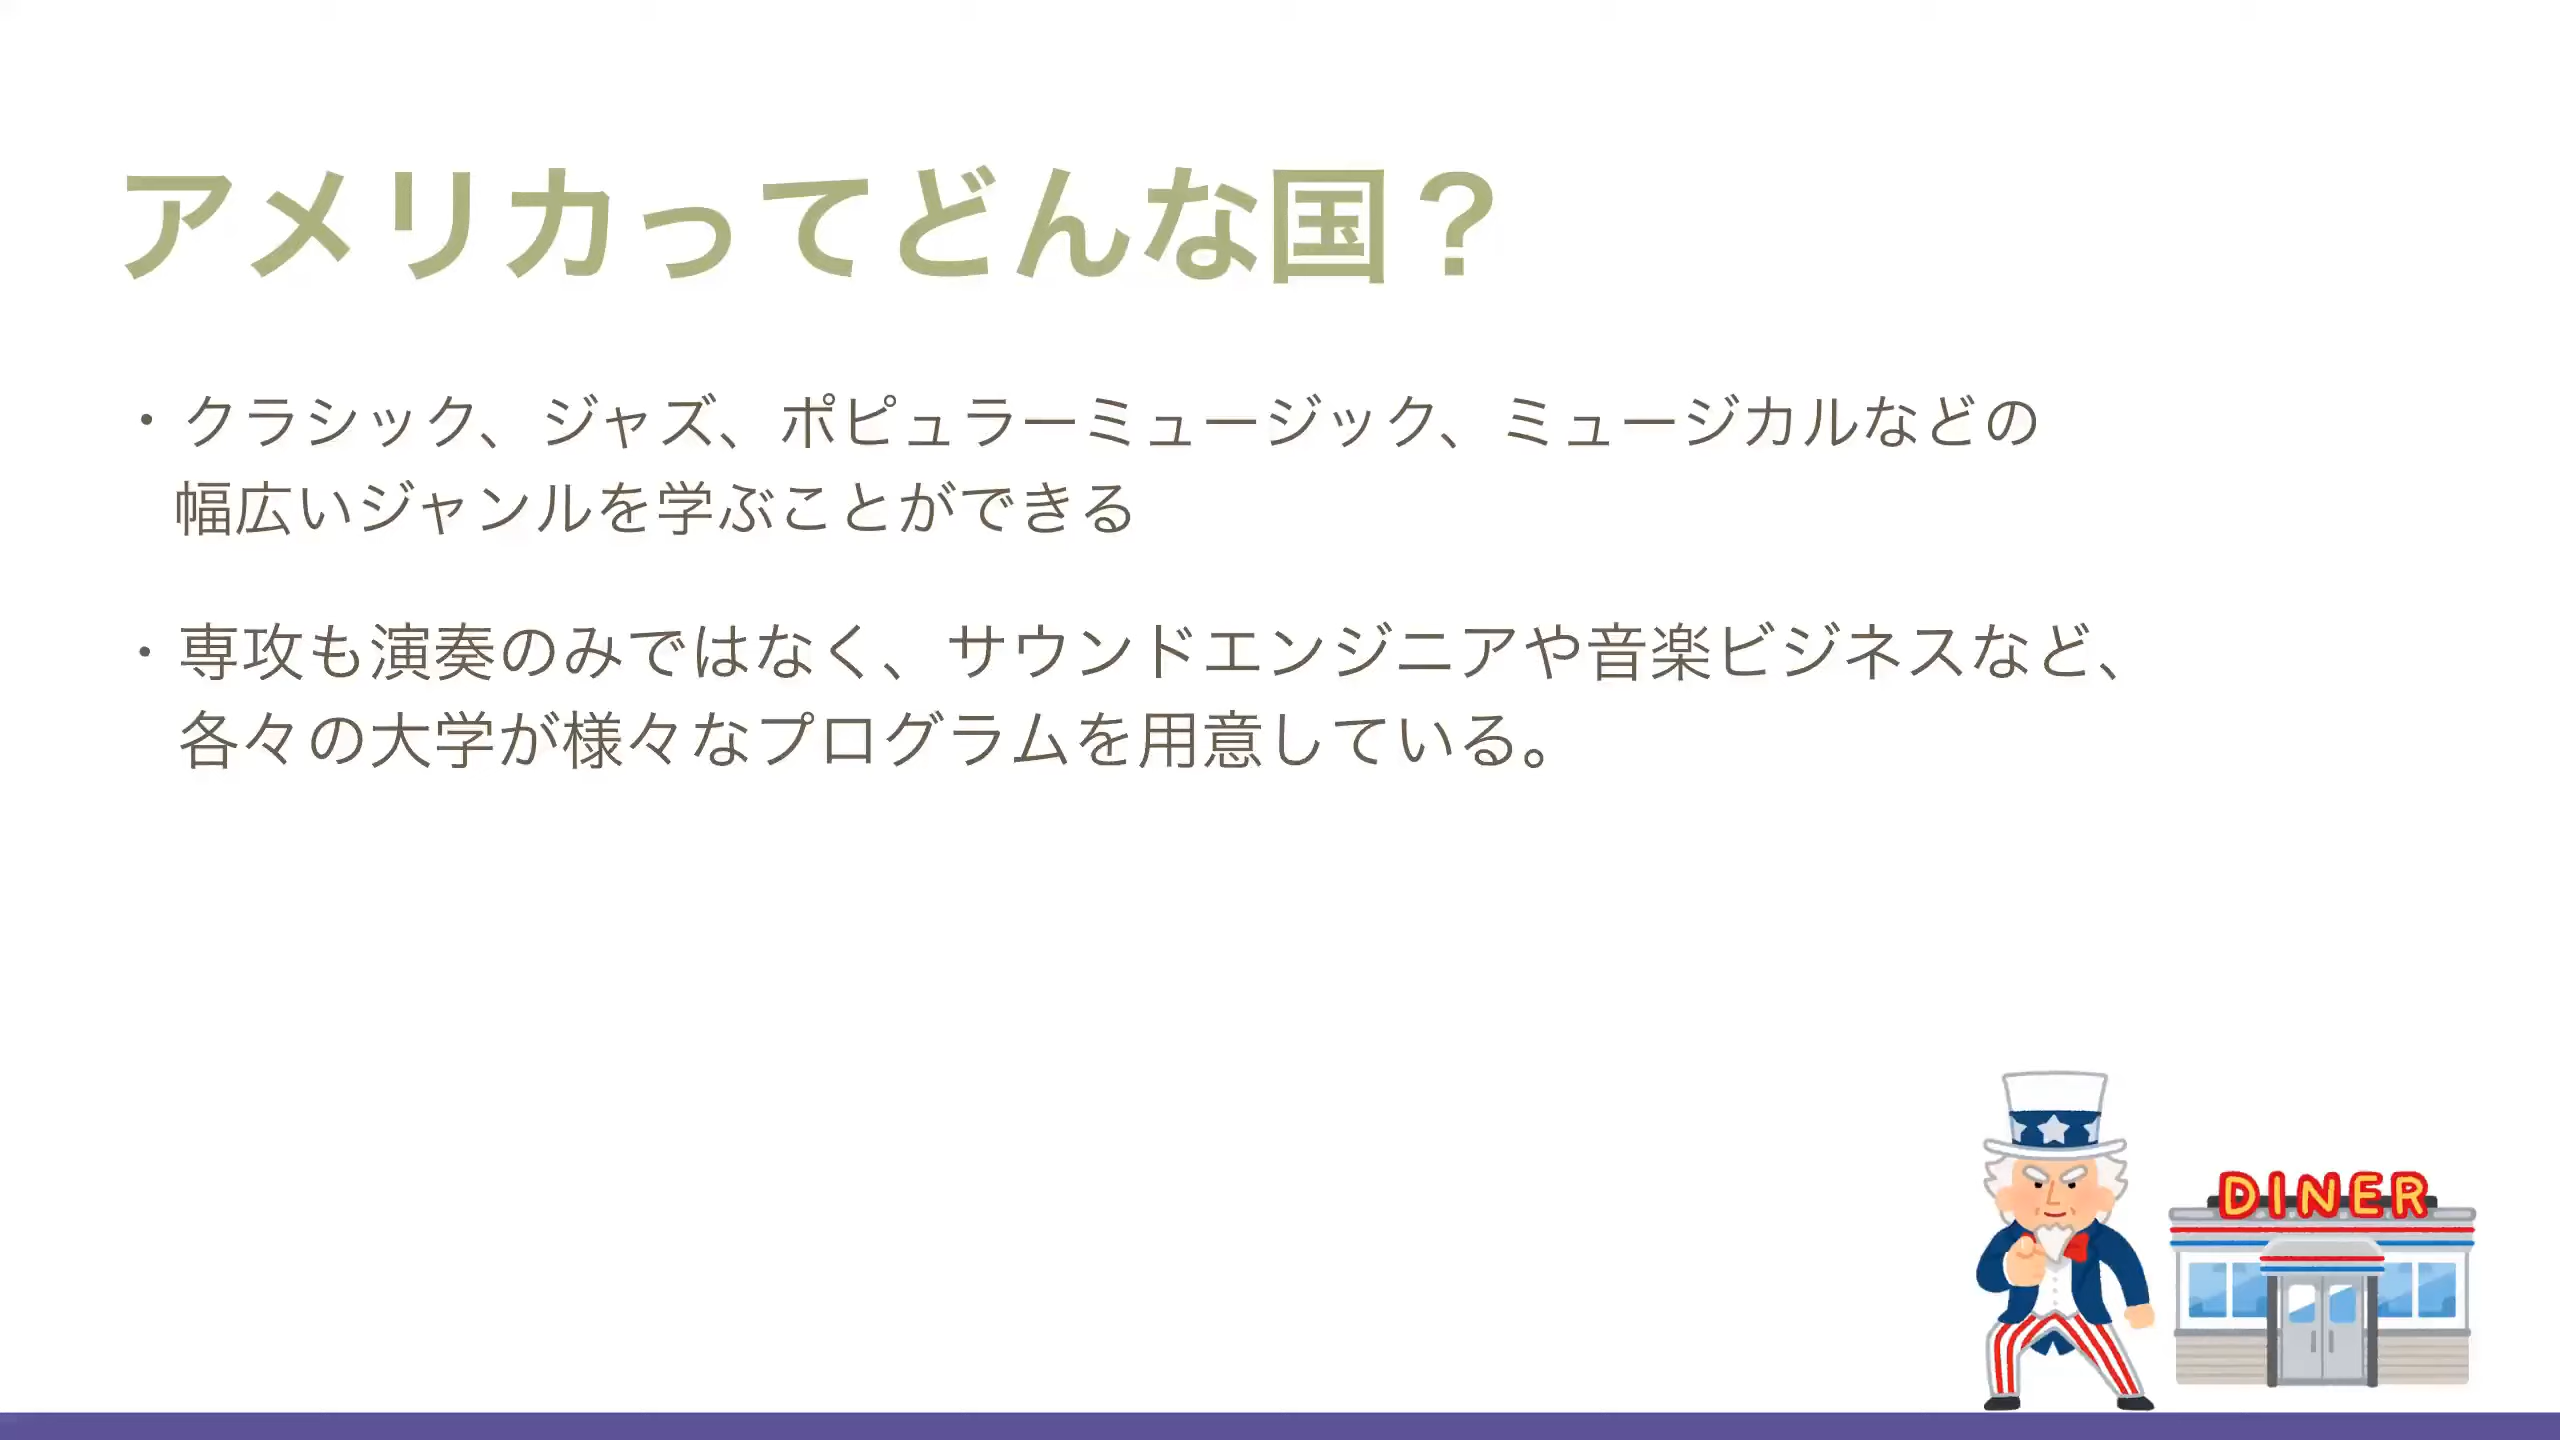 アメリカってどんな国？
・クラシック、ジャズ、ポピュラーミュージック、ミュージカルなどの
幅広いジャンルを学ぶことができる
・専攻も演奏のみではなく、サウンドエンジニアや音楽ビジネスなど、
各々の大学が様々なプログラムを用意している。
DINER